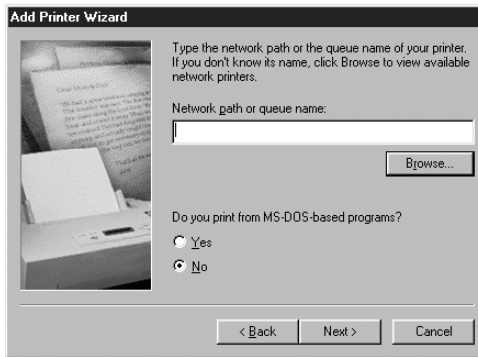 Add Printer Wizard
Type the network path or the queue name of your printer.
If you don't know its name, click Browse to view available
network printers.
Network path or queue name:
Browse...
Do you print from MS-DOS-based programs?
Yes
No
< Back
Next >
Cancel